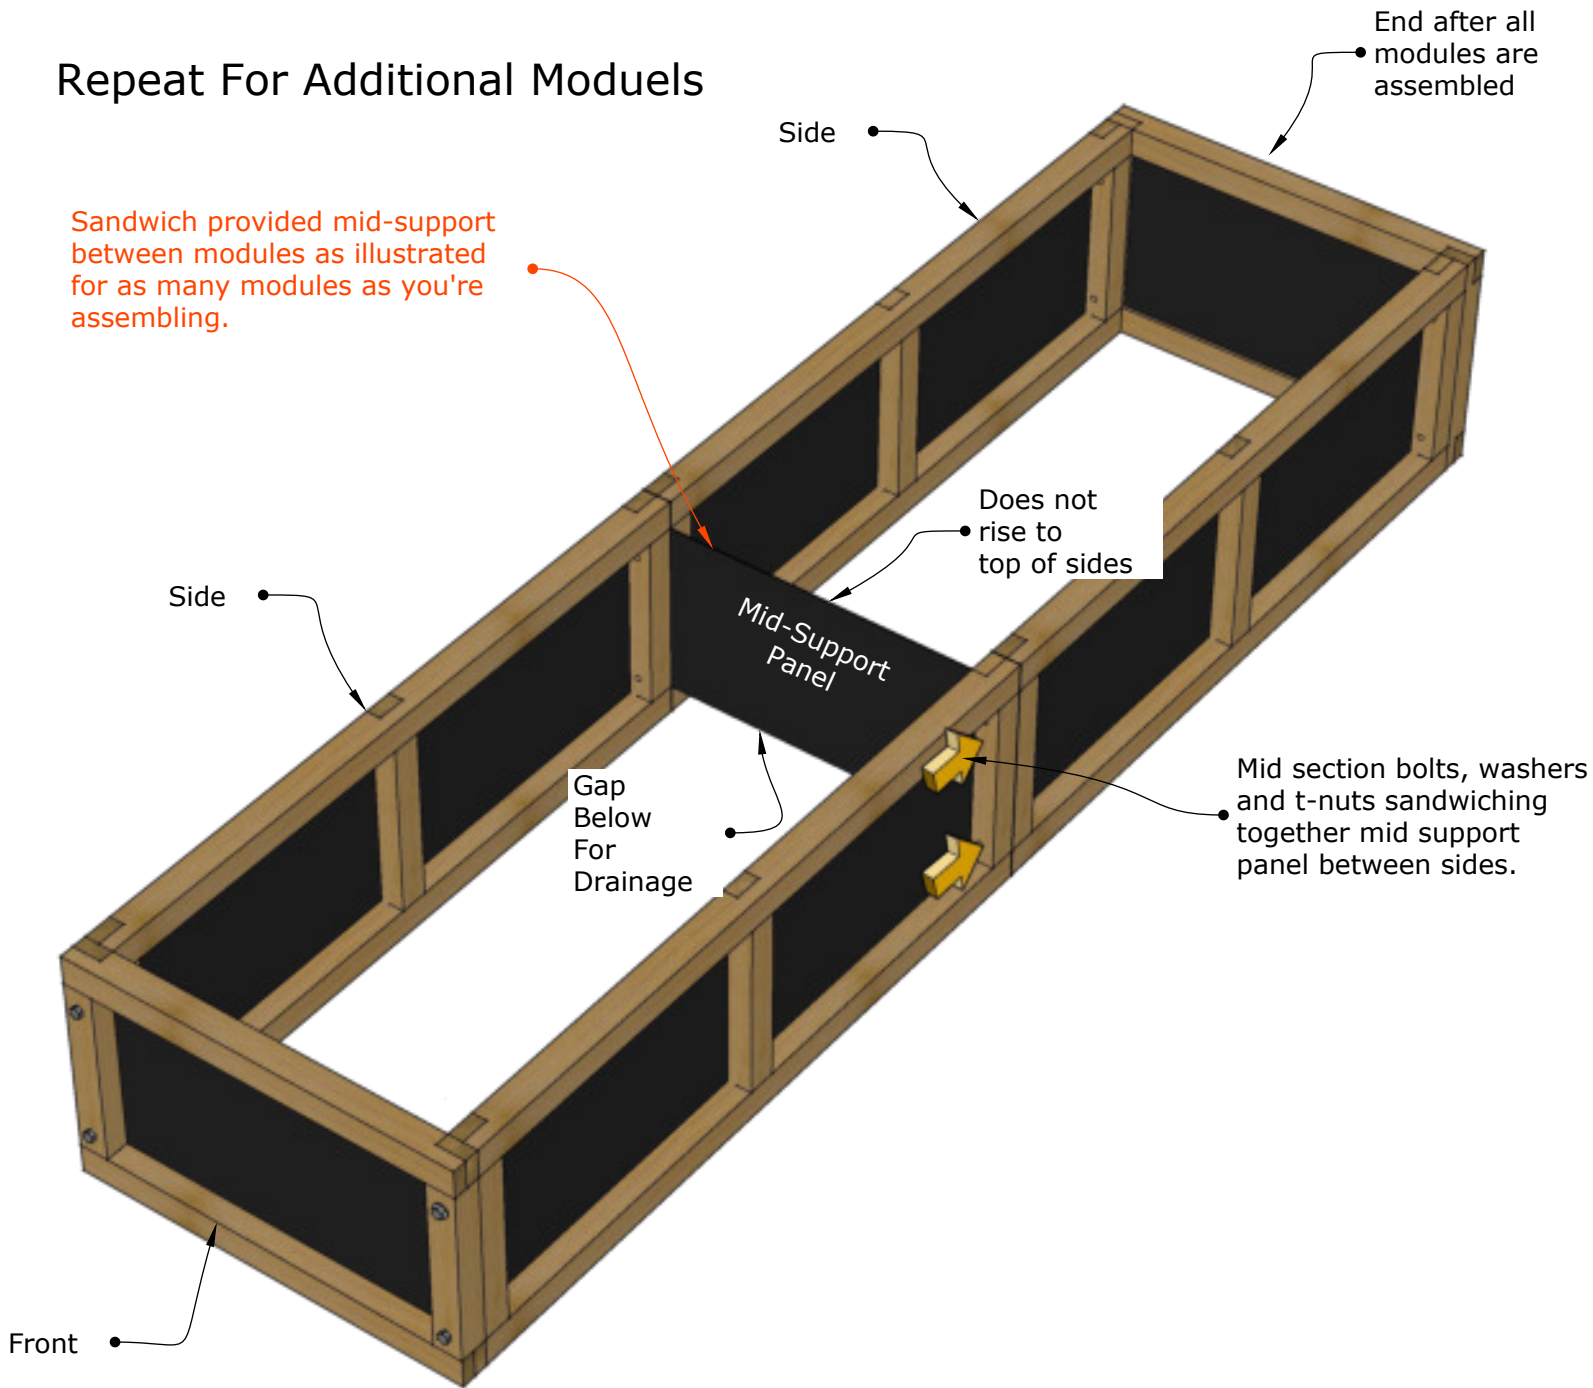 End after all
modules are
assembled
Repeat For Additional Moduels
Side
Sandwich provided mid-support
between modules as illustrated
for as many modules as you're
assembling.
Does not
rise to
top of sides
Side
Mid-Support
Panel
Gap
Below
For
Drainage
Mid section bolts, washers
and t-nuts sandwiching
together mid support
panel between sides.
Front